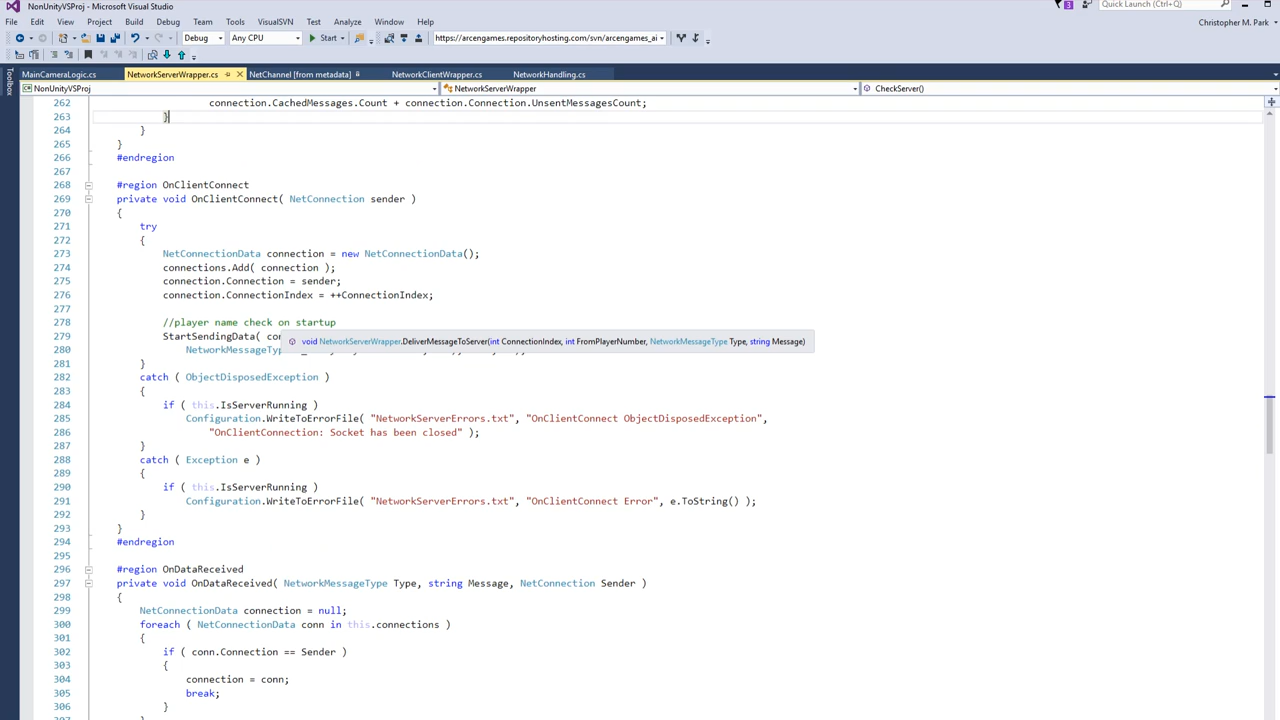 NonUnityVSProj - Microsoft Visual Studio
3
Quick Launch (Ctrl+Q)
File Edit View Project Build Debug Team Tools VisualSVN Test Analyze Window Help
Christopher M. Park
Debug Any CPU Start https://arcengames.repositoryhosting.com/svn/arcengames_ai
Toolbox
MainCameraLogic.cs NetworkServerWrapper.cs NetChannel [from metadata] NetworkClientWrapper.cs NetworkHandling.cs
NonUnityVSProj NetworkServerWrapper CheckServer()
262 connection.CachedMessages.Count + connection.Connection.UnsentMessagesCount;
263 }
264 }
265 }
266 #endregion
267
268 #region OnClientConnect
269 private void OnClientConnect( NetConnection sender )
270 {
271 try
272 {
273 NetConnectionData connection = new NetConnectionData();
274 connections.Add( connection );
275 connection.Connection = sender;
276 connection.ConnectionIndex = ++ConnectionIndex;
277
278 //player name check on startup
279 StartSendingData( con
void NetworkServerWrapper.DeliverMessageToServer(int ConnectionIndex, int FromPlayerNumber, NetworkMessageType Type, string Message)
280 NetworkMessageType
281 }
282 catch ( ObjectDisposedException )
283 {
284 if ( this.IsServerRunning )
285 Configuration.WriteToErrorFile( "NetworkServerErrors.txt", "OnClientConnect ObjectDisposedException",
286 "OnClientConnection: Socket has been closed" );
287 }
288 catch ( Exception e )
289 {
290 if ( this.IsServerRunning )
291 Configuration.WriteToErrorFile( "NetworkServerErrors.txt", "OnClientConnect Error", e.ToString() );
292 }
293 }
294 #endregion
295
296 #region OnDataReceived
297 private void OnDataReceived( NetworkMessageType Type, string Message, NetConnection Sender )
298 {
299 NetConnectionData connection = null;
300 foreach ( NetConnectionData conn in this.connections )
301 {
302 if ( conn.Connection == Sender )
303 {
304 connection = conn;
305 break;
306 }
307 }